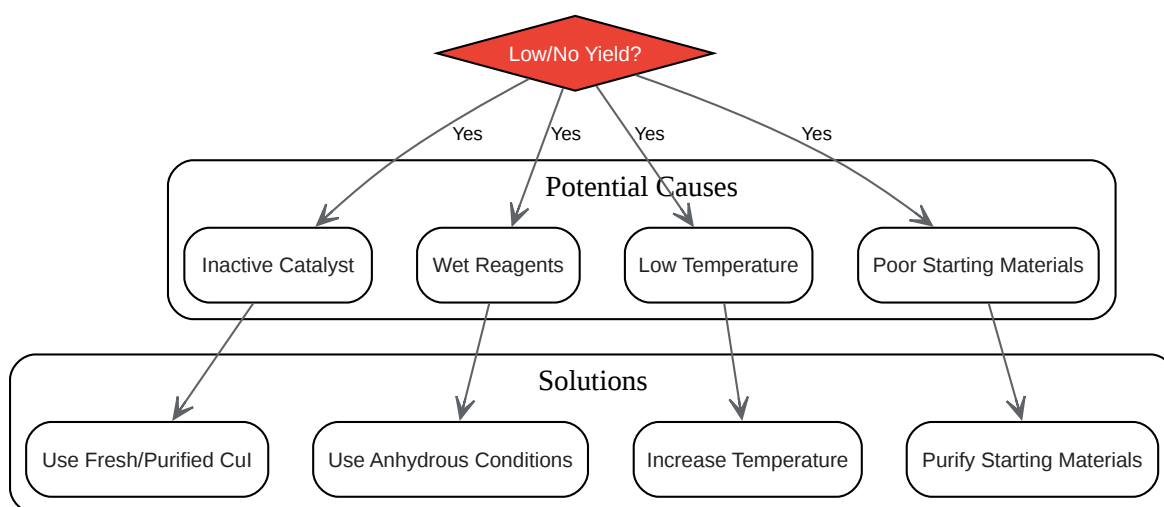 Low/No Yield?
Yes
Yes
Yes
Yes
Potential Causes
Inactive Catalyst
Wet Reagents
Low Temperature
Poor Starting Materials
Solutions
Use Fresh/Purified CuI
Use Anhydrous Conditions
Increase Temperature
Purify Starting Materials